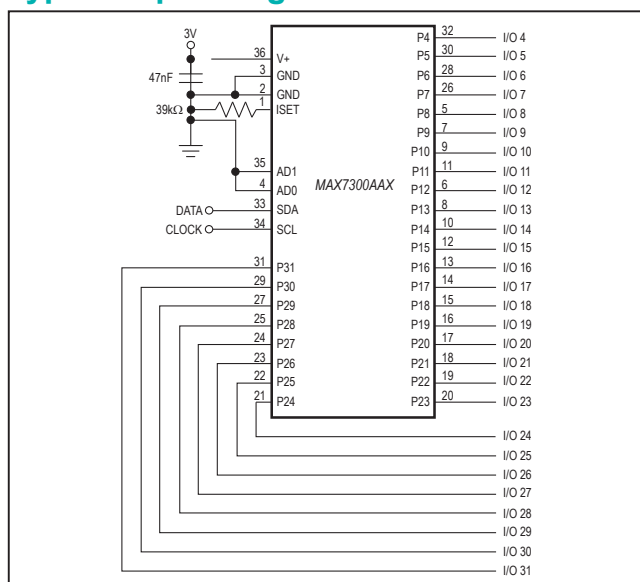 3V
47nF
39kΩ
DATA
CLOCK
36 V+
3 GND
2 GND
1 ISET
35 AD1
4 AD0
33 SDA
34 SCL
31 P31
29 P30
27 P29
25 P28
24 P27
23 P26
22 P25
21 P24
MAX7300AAX
P4 32 I/O 4
P5 30 I/O 5
P6 28 I/O 6
P7 26 I/O 7
P8 5 I/O 8
P9 7 I/O 9
P10 9 I/O 10
P11 11 I/O 11
P12 6 I/O 12
P13 8 I/O 13
P14 10 I/O 14
P15 12 I/O 15
P16 13 I/O 16
P17 14 I/O 17
P18 15 I/O 18
P19 16 I/O 19
P20 17 I/O 20
P21 18 I/O 21
P22 19 I/O 22
P23 20 I/O 23
I/O 24
I/O 25
I/O 26
I/O 27
I/O 28
I/O 29
I/O 30
I/O 31